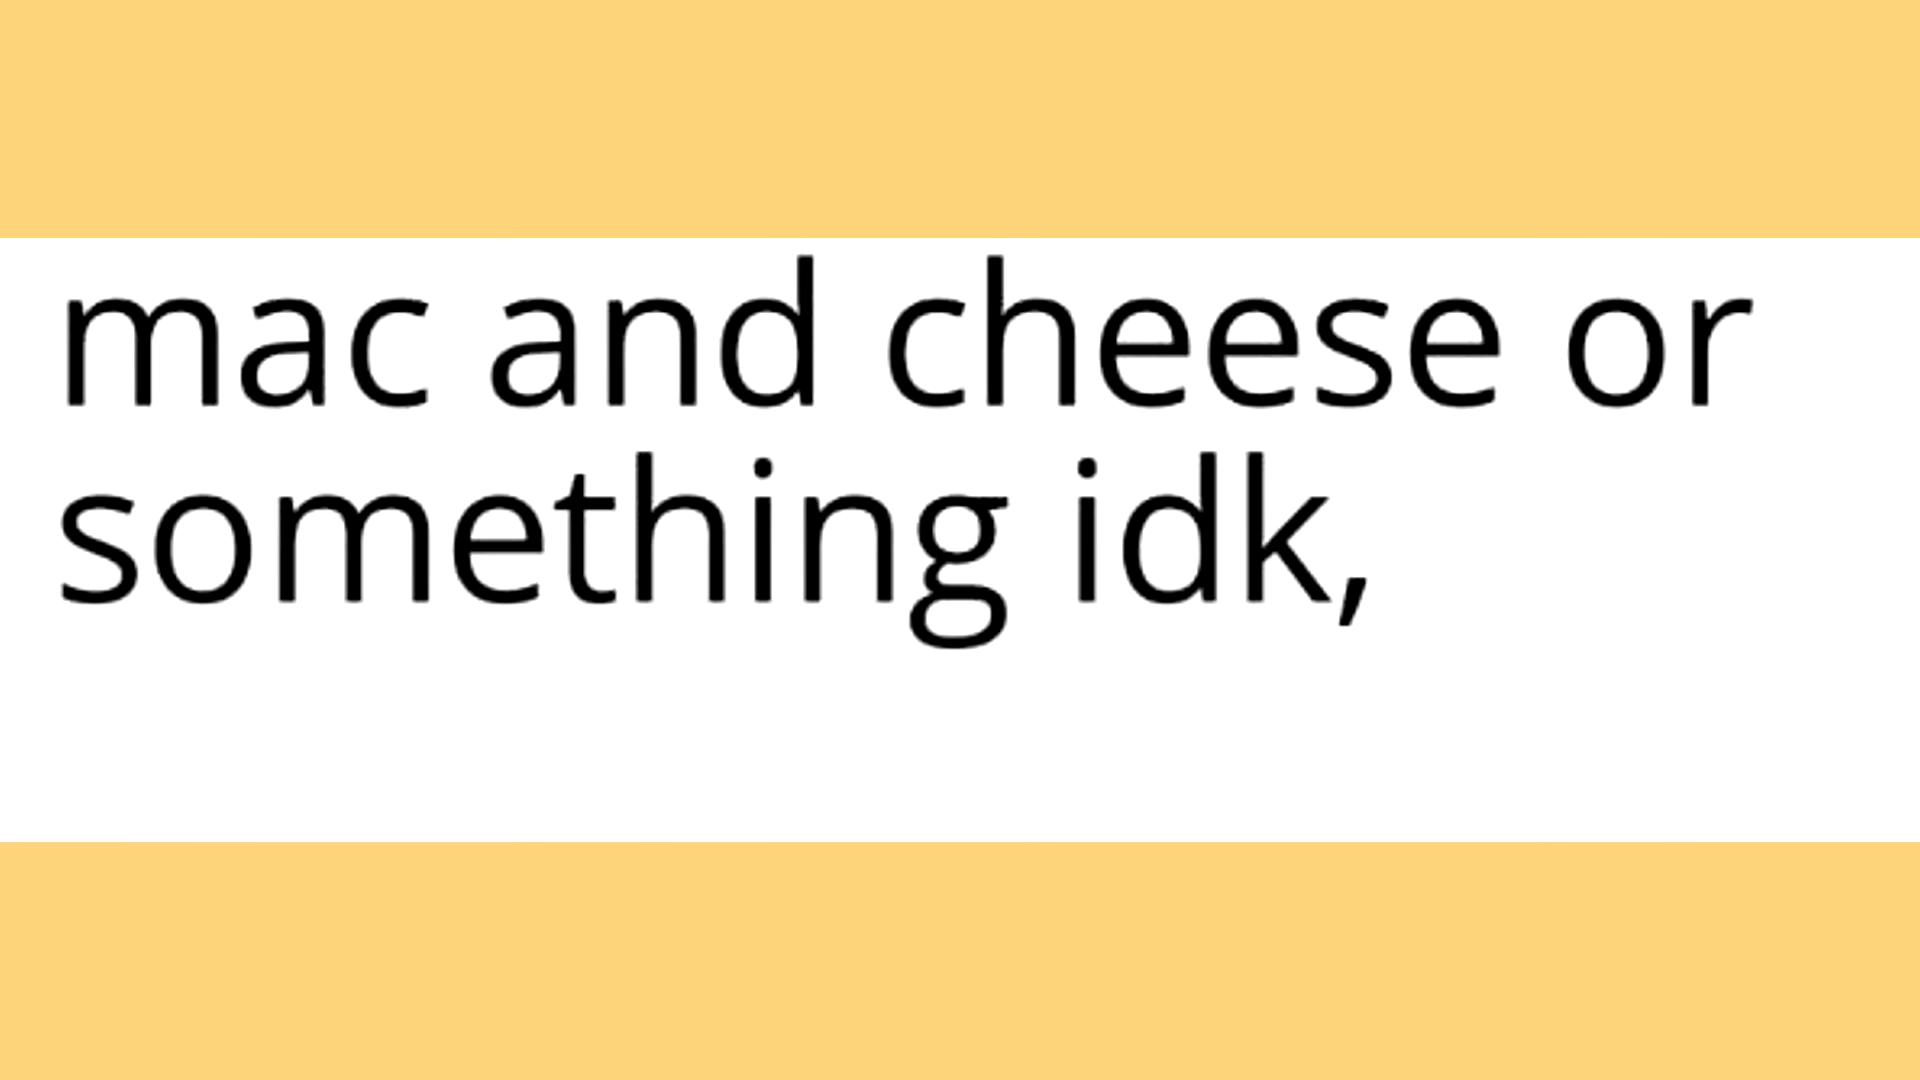 mac and cheese or
something idk,